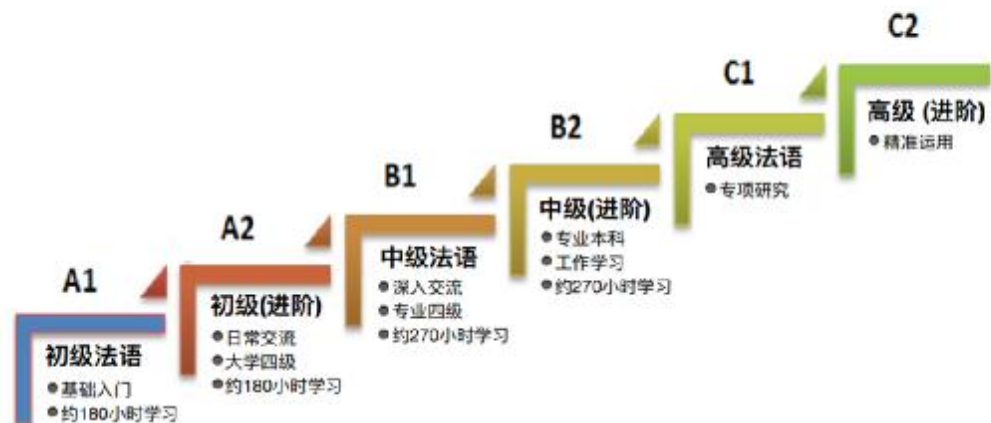 A1
初级法语
●基础入门
●约180小时学习
A2
初级(进阶)
●日常交流
●大学四级
●约180小时学习
B1
中级法语
●深入交流
●专业四级
●约270小时学习
B2
中级(进阶)
●专业本科
●工作学习
●约270小时学习
C1
高级法语
●专项研究
C2
高级 (进阶)
●精准运用